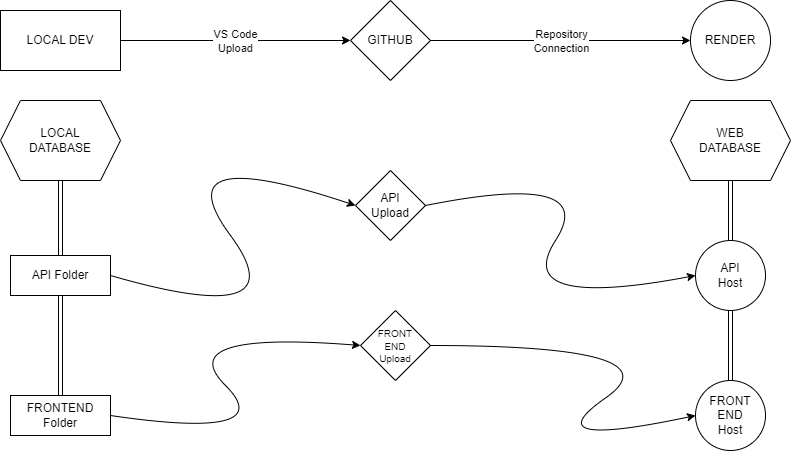 LOCAL DEV
VS Code
Upload
GITHUB
Repository
Connection
RENDER
LOCAL
DATABASE
WEB
DATABASE
API
Upload
API Folder
API
Host
FRONT
END
Upload
FRONTEND
Folder
FRONT
END
Host